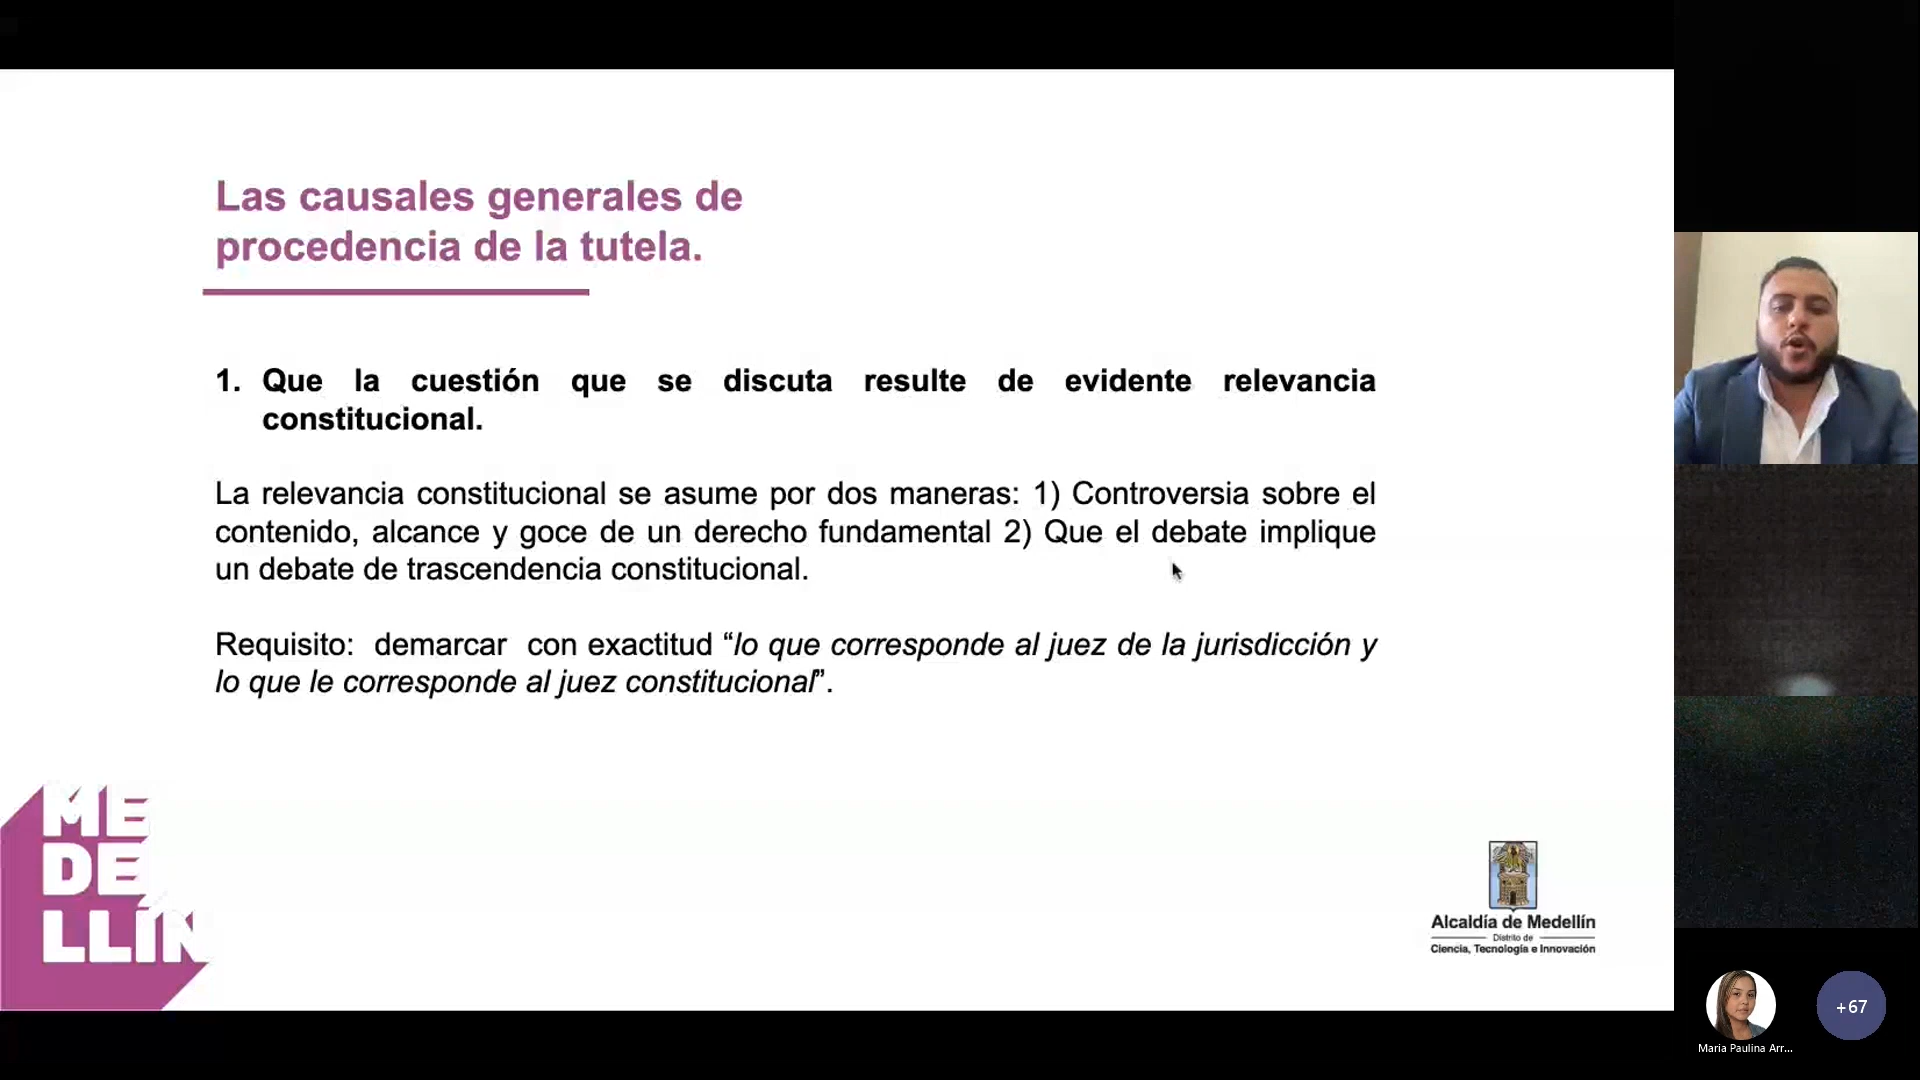 Las causales generales de
procedencia de la tutela.
1. Que la cuestión que se discuta resulte de evidente relevancia
constitucional.
La relevancia constitucional se asume por dos maneras: 1) Controversia sobre el
contenido, alcance y goce de un derecho fundamental 2) Que el debate implique
un debate de trascendencia constitucional.
Requisito: demarcar con exactitud “lo que corresponde al juez de la jurisdicción y
lo que le corresponde al juez constitucional”.
ME
DE
LLÍN
Alcaldía de Medellín
Distrito de
Ciencia, Tecnología e Innovación
+67
Maria Paulina Arr...